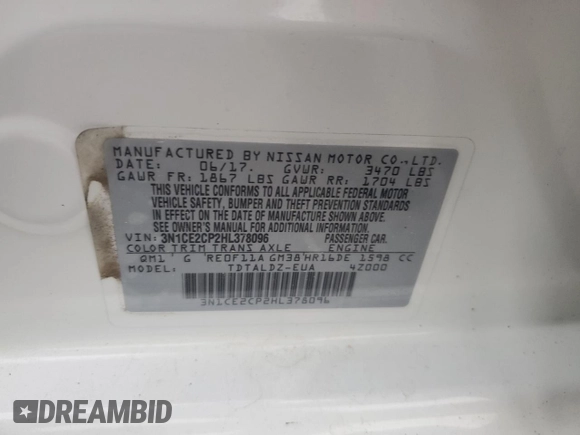 MANUFACTURED BY NISSAN MOTOR CO.,LTD.
DATE: 06/17. GVWR: 3470 LBS
GAWR FR: 1867 LBS GAWR RR: 1704 LBS
THIS VEHICLE CONFORMS TO ALL APPLICABLE FEDERAL MOTOR
VEHICLE SAFETY, BUMPER AND THEFT PREVENTION STANDARDS
IN EFFECT ON THE DATE OF MANUFACTURE SHOWN ABOVE.
SEE OWNER'S MANUAL FOR ADDITIONAL INFORMATION.
VIN: 3N1CE2CP2HL378096 PASSENGER CAR.
COLOR TRIM TRANS AXLE ENGINE
QM1' G RE0F11A GM38'HR16DE 1598 CC
MODEL: TDTALDZ-EUA 4Z000
3N1CE2CP2HL378096
DREAMBID